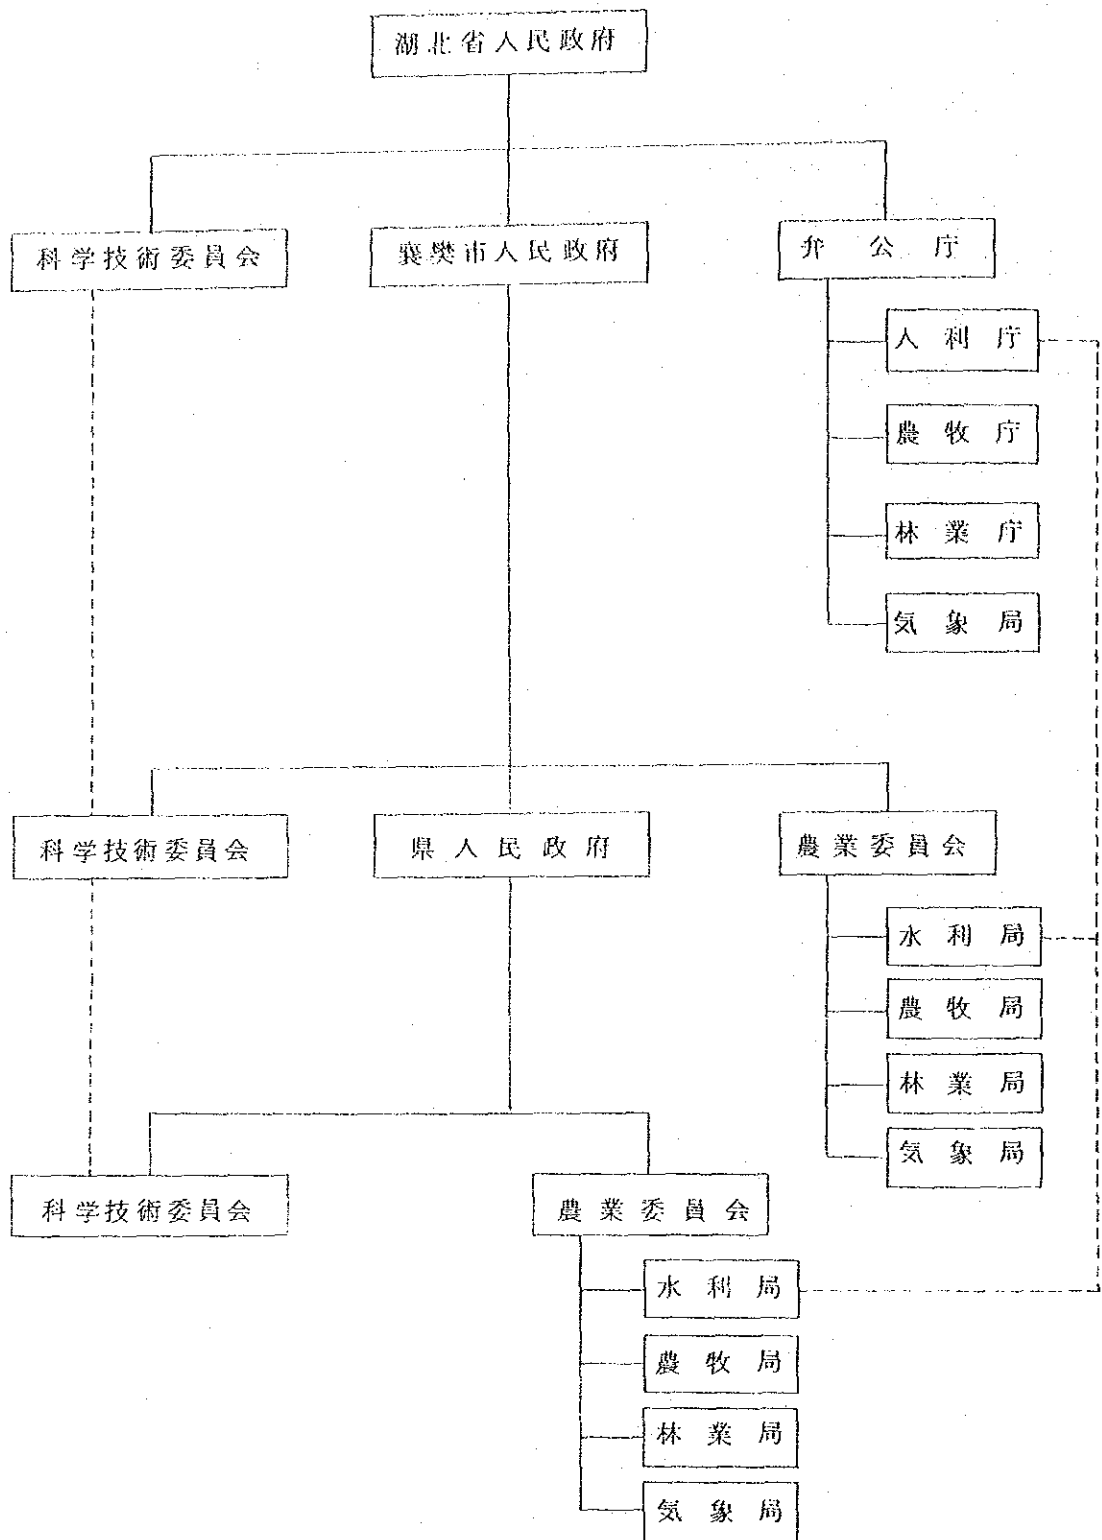 湖北省人民政府
科学技術委員会
襄樊市人民政府
弁公庁
人利庁
農牧庁
林業庁
気象局
科学技術委員会
県人民政府
農業委員会
水利局
農牧局
林業局
気象局
科学技術委員会
農業委員会
水利局
農牧局
林業局
気象局